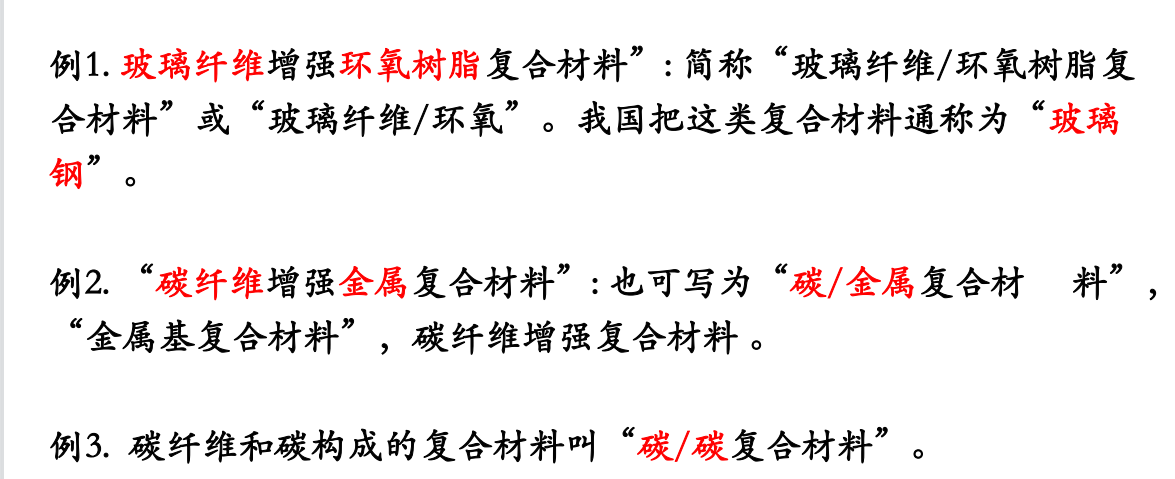 例1. 玻璃纤维增强环氧树脂复合材料”：简称“玻璃纤维/环氧树脂复
合材料”或“玻璃纤维/环氧”。我国把这类复合材料通称为“玻璃
钢”。
例2. “碳纤维增强金属复合材料”：也可写为“碳/金属复合材 料”，
“金属基复合材料”，碳纤维增强复合材料。
例3. 碳纤维和碳构成的复合材料叫“碳/碳复合材料”。